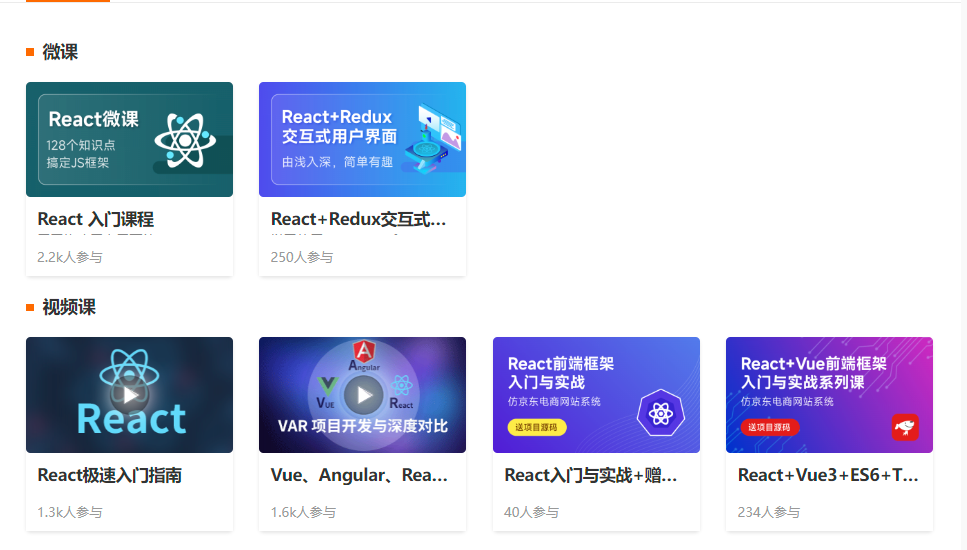 微课
React微课
128个知识点
搞定JS框架
React+Redux
交互式用户界面
由浅入深，简单有趣
React 入门课程
React+Redux交互式...
2.2k人参与
250人参与
视频课
React
Angular
VUE
React
VAR 项目开发与深度对比
React前端框架
入门与实战
仿京东电商网站系统
送项目源码
React+Vue前端框架
入门与实战系列课
仿京东电商网站系统
送项目源码
React极速入门指南
Vue、Angular、Rea...
React入门与实战+赠...
React+Vue3+ES6+T...
1.3k人参与
1.6k人参与
40人参与
234人参与